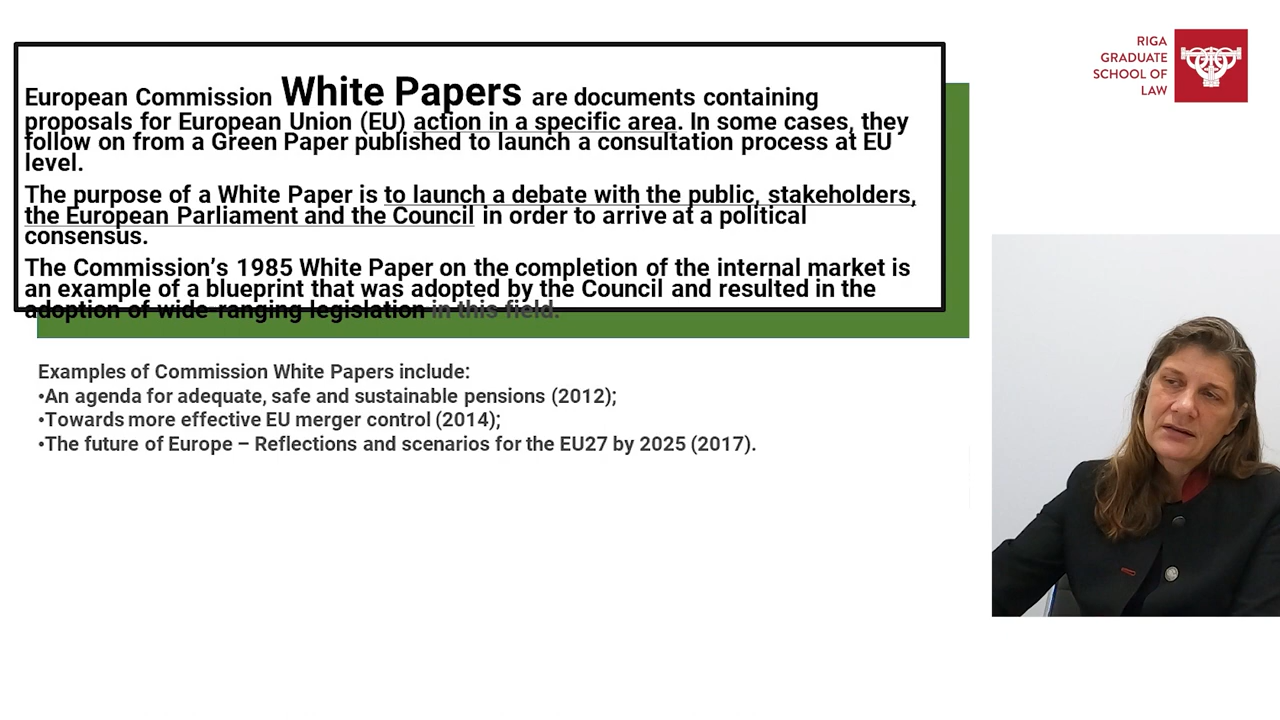 RIGA
GRADUATE
SCHOOL OF
LAW
European Commission White Papers are documents containing
proposals for European Union (EU) action in a specific area. In some cases, they
follow on from a Green Paper published to launch a consultation process at EU
level.
The purpose of a White Paper is to launch a debate with the public, stakeholders,
the European Parliament and the Council in order to arrive at a political
consensus.
The Commission’s 1985 White Paper on the completion of the internal market is
an example of a blueprint that was adopted by the Council and resulted in the
adoption of wide-ranging legislation in this field.
Examples of Commission White Papers include:
•An agenda for adequate, safe and sustainable pensions (2012);
•Towards more effective EU merger control (2014);
•The future of Europe – Reflections and scenarios for the EU27 by 2025 (2017).